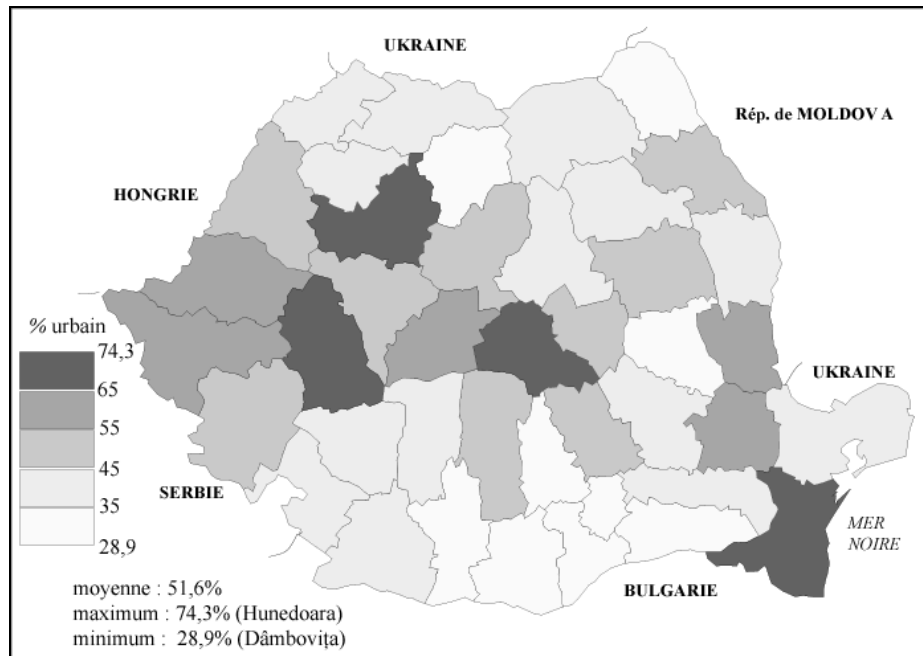 UKRAINE
Rép. de MOLDOV A
HONGRIE
% urbain
74,3
65
55
45
35
28,9
UKRAINE
SERBIE
MER
NOIRE
BULGARIE
moyenne : 51,6%
maximum : 74,3% (Hunedoara)
minimum : 28,9% (Dâmbovița)